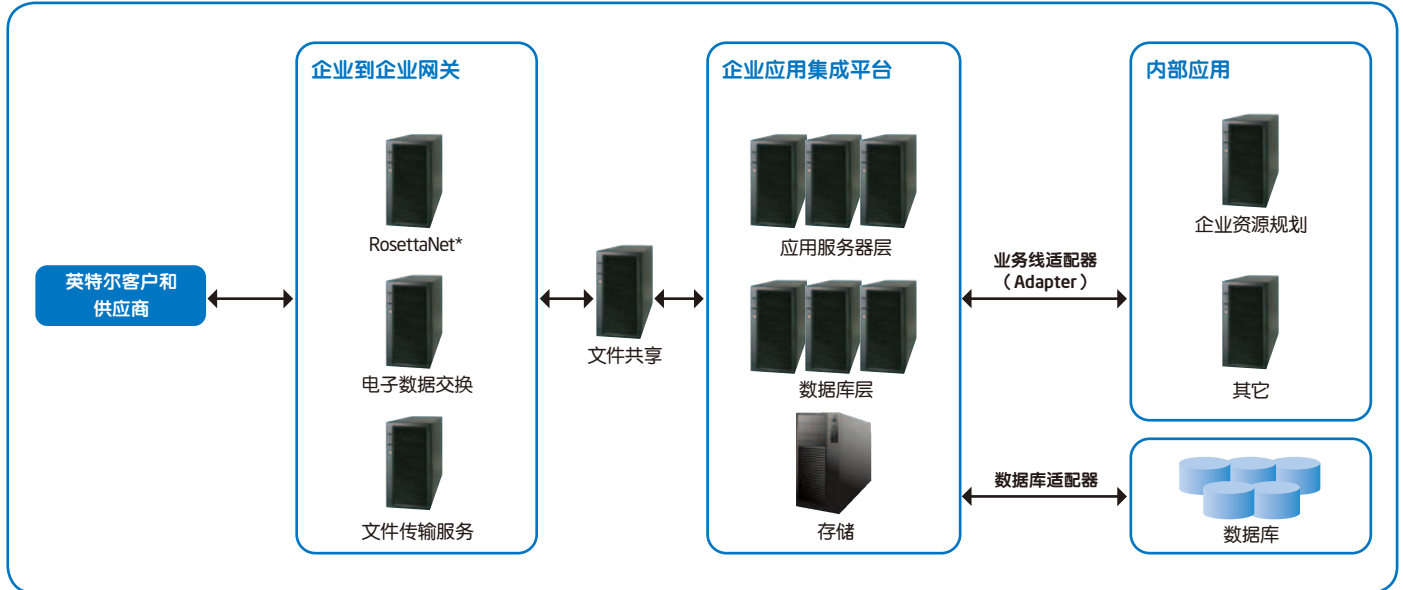 企业到企业网关
RosettaNet*
电子数据交换
文件传输服务
英特尔客户和
供应商
文件共享
企业应用集成平台
应用服务器层
数据库层
存储
业务线适配器
（Adapter）
数据库适配器
内部应用
企业资源规划
其它
数据库